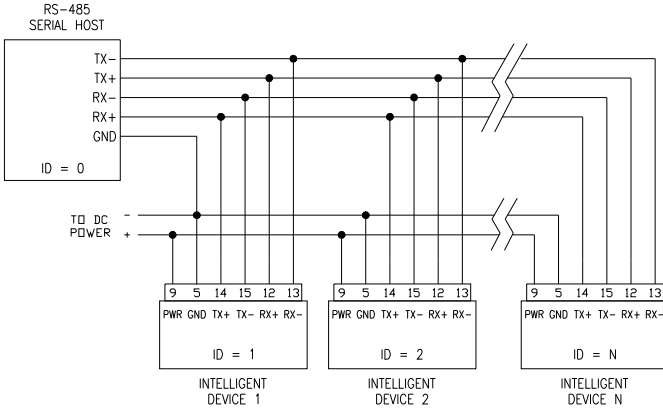 RS-485
SERIAL HOST
TX-
TX+
RX-
RX+
GND
ID = 0
TO DC -
POWER +
9 5 14 15 12 13
PWR GND TX+ TX- RX+ RX-
ID = 1
INTELLIGENT
DEVICE 1
9 5 14 15 12 13
PWR GND TX+ TX- RX+ RX-
ID = 2
INTELLIGENT
DEVICE 2
9 5 14 15 12 13
PWR GND TX+ TX- RX+ RX-
ID = N
INTELLIGENT
DEVICE N